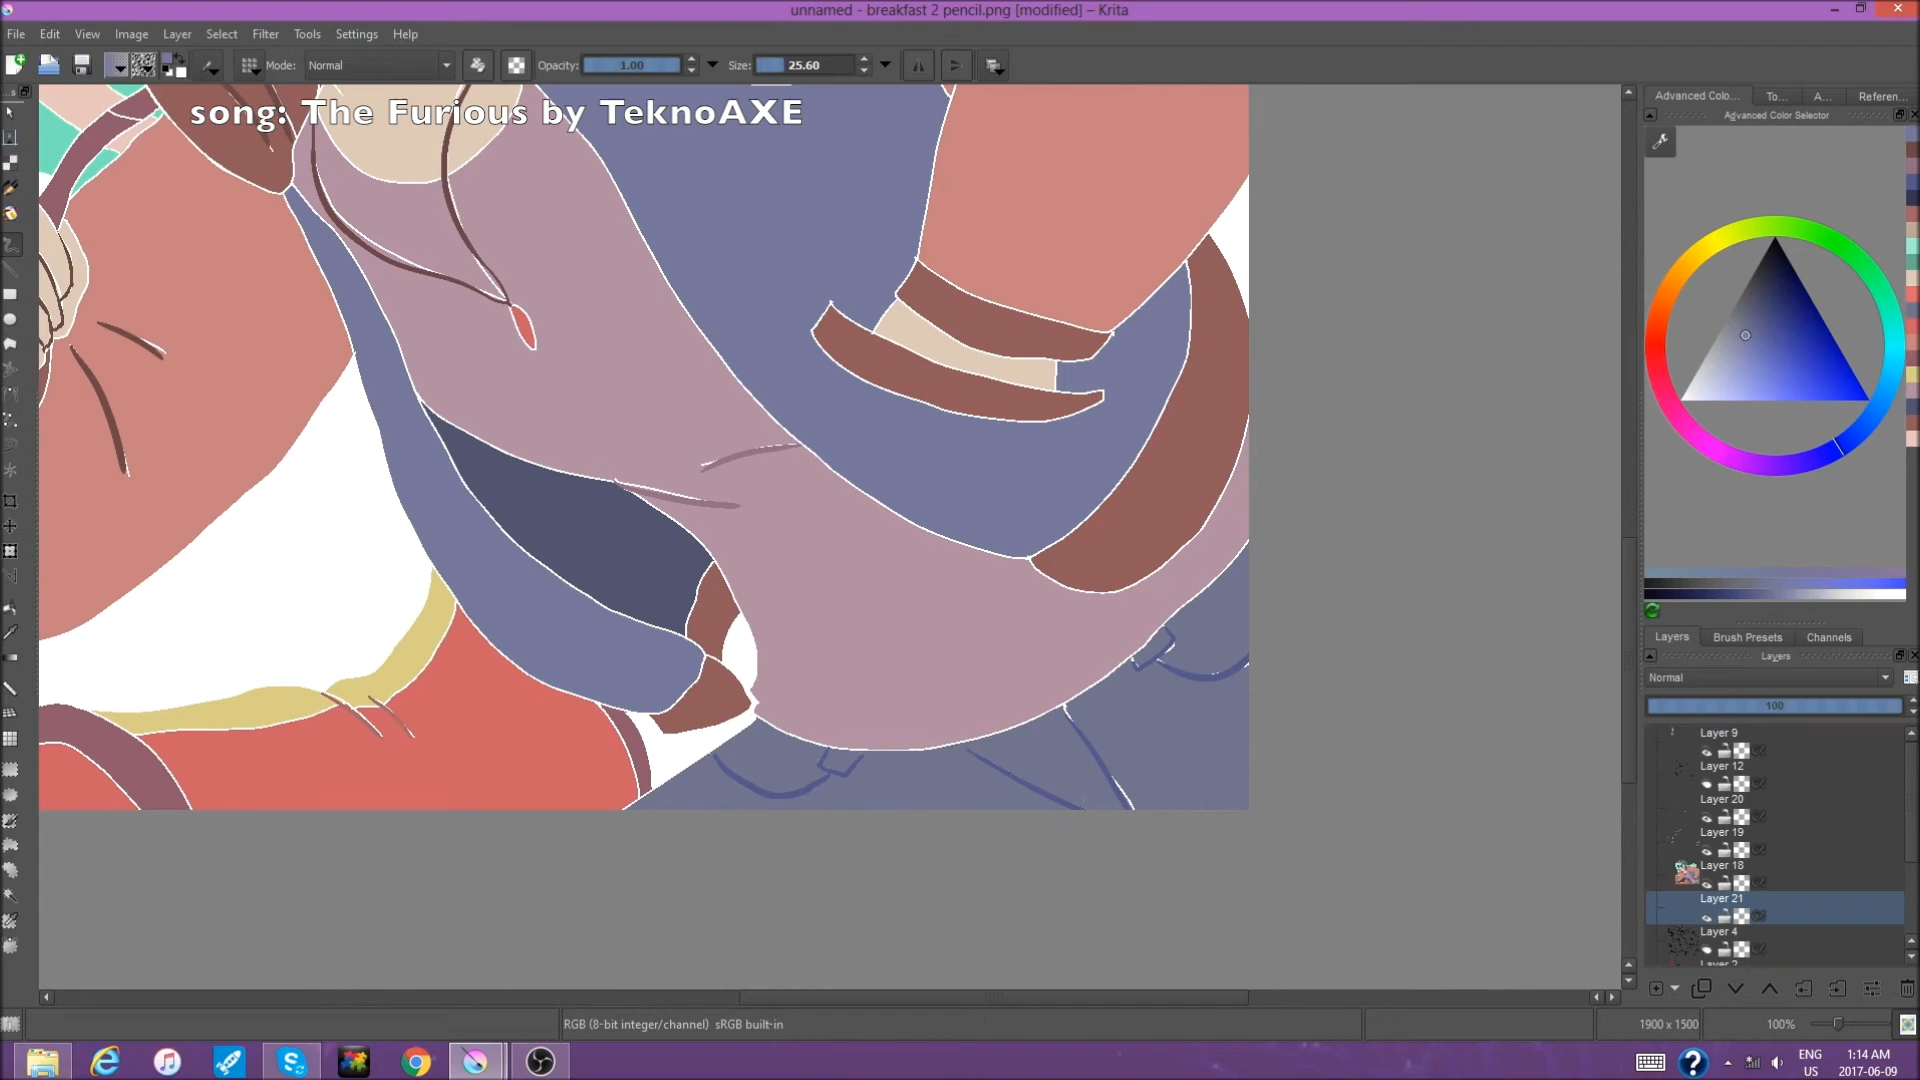 unnamed - breakfast 2 pencil.png [modified] – Krita
File Edit View Image Layer Select Filter Tools Settings Help
Mode: Normal Opacity: 1.00 Size: 25.60
song: The Furious by TeknoAXE
Advanced Colo... To... A... Referen...
Advanced Color Selector
Layers Brush Presets Channels
Layers
Normal
100
Layer 9
Layer 12
Layer 20
Layer 19
Layer 18
Layer 21
Layer 4
RGB (8-bit integer/channel) sRGB built-in
1900 x 1500
100%
ENG
US
1:14 AM
2017-06-09